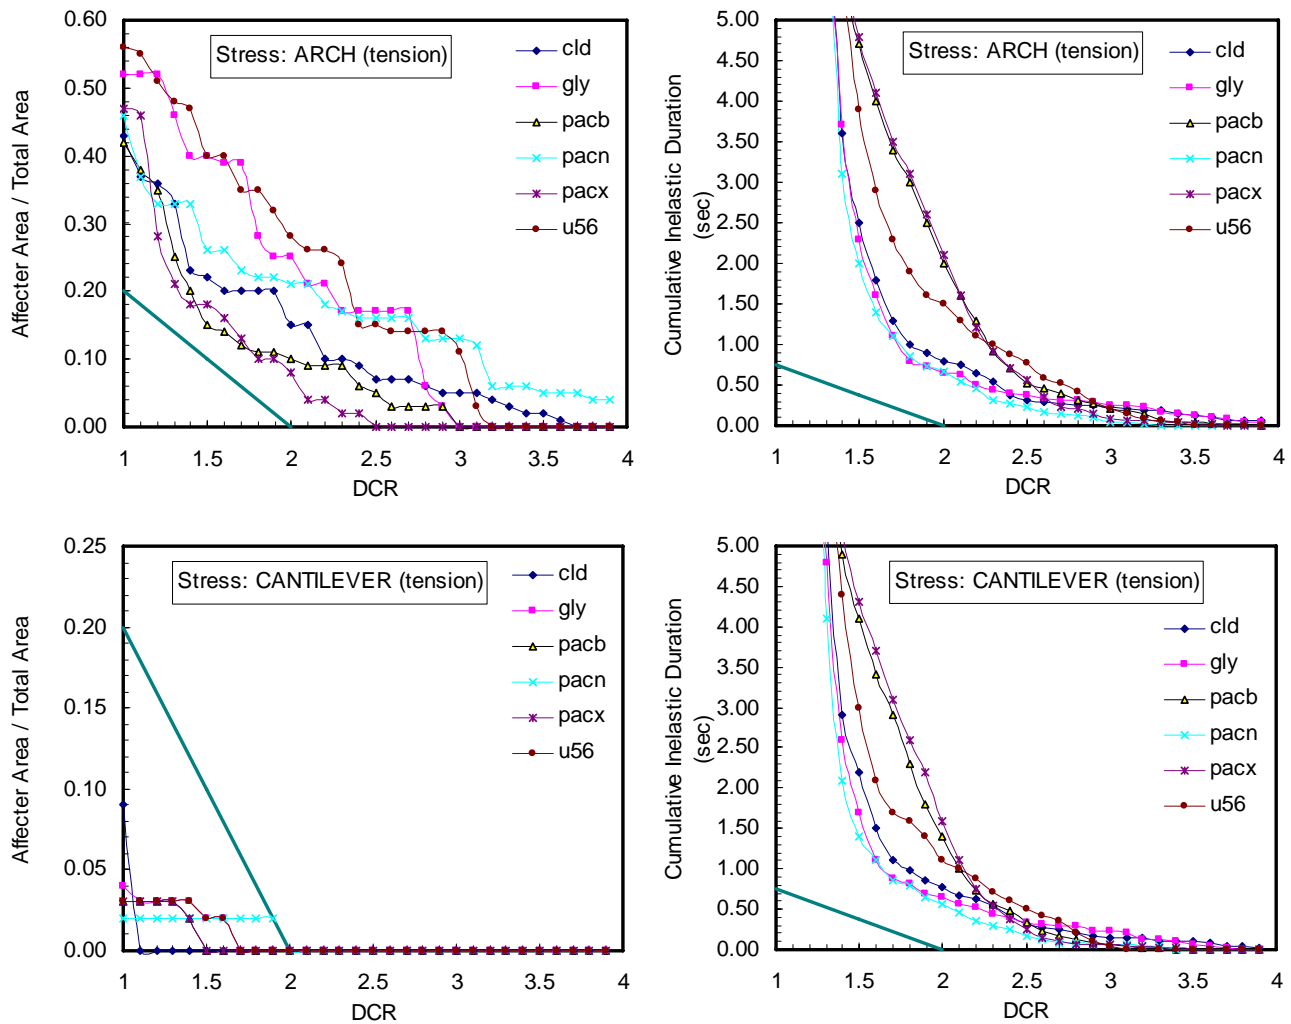 0.60
0.50
0.40
0.30
0.20
0.10
0.00
Affecter Area / Total Area
Stress: ARCH (tension)
cld
gly
pacb
pacn
pacx
u56
1 1.5 2 2.5 3 3.5 4
DCR
5.00
4.50
4.00
3.50
3.00
2.50
2.00
1.50
1.00
0.50
0.00
Cumulative Inelastic Duration
(sec)
Stress: ARCH (tension)
cld
gly
pacb
pacn
pacx
u56
1 1.5 2 2.5 3 3.5 4
DCR
0.25
0.20
0.15
0.10
0.05
0.00
Affecter Area / Total Area
Stress: CANTILEVER (tension)
cld
gly
pacb
pacn
pacx
u56
1 1.5 2 2.5 3 3.5 4
DCR
5.00
4.50
4.00
3.50
3.00
2.50
2.00
1.50
1.00
0.50
0.00
Cumulative Inelastic Duration
(sec)
Stress: CANTILEVER (tension)
cld
gly
pacb
pacn
pacx
u56
1 1.5 2 2.5 3 3.5 4
DCR